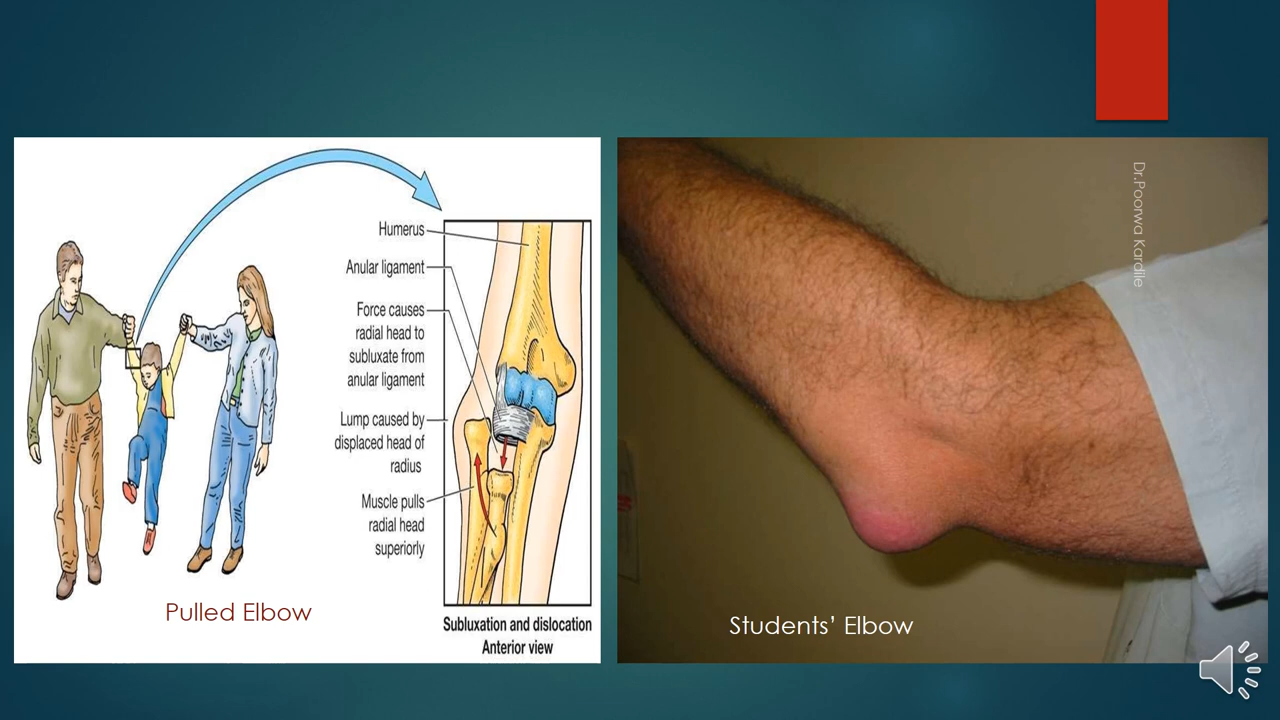 Humerus
Anular ligament
Force causes
radial head to
subluxate from
anular ligament
Lump caused by
displaced head of
radius
Muscle pulls
radial head
superiorly
Pulled Elbow
Subluxation and dislocation
Anterior view
Dr.Poorwa Kardile
Students’ Elbow